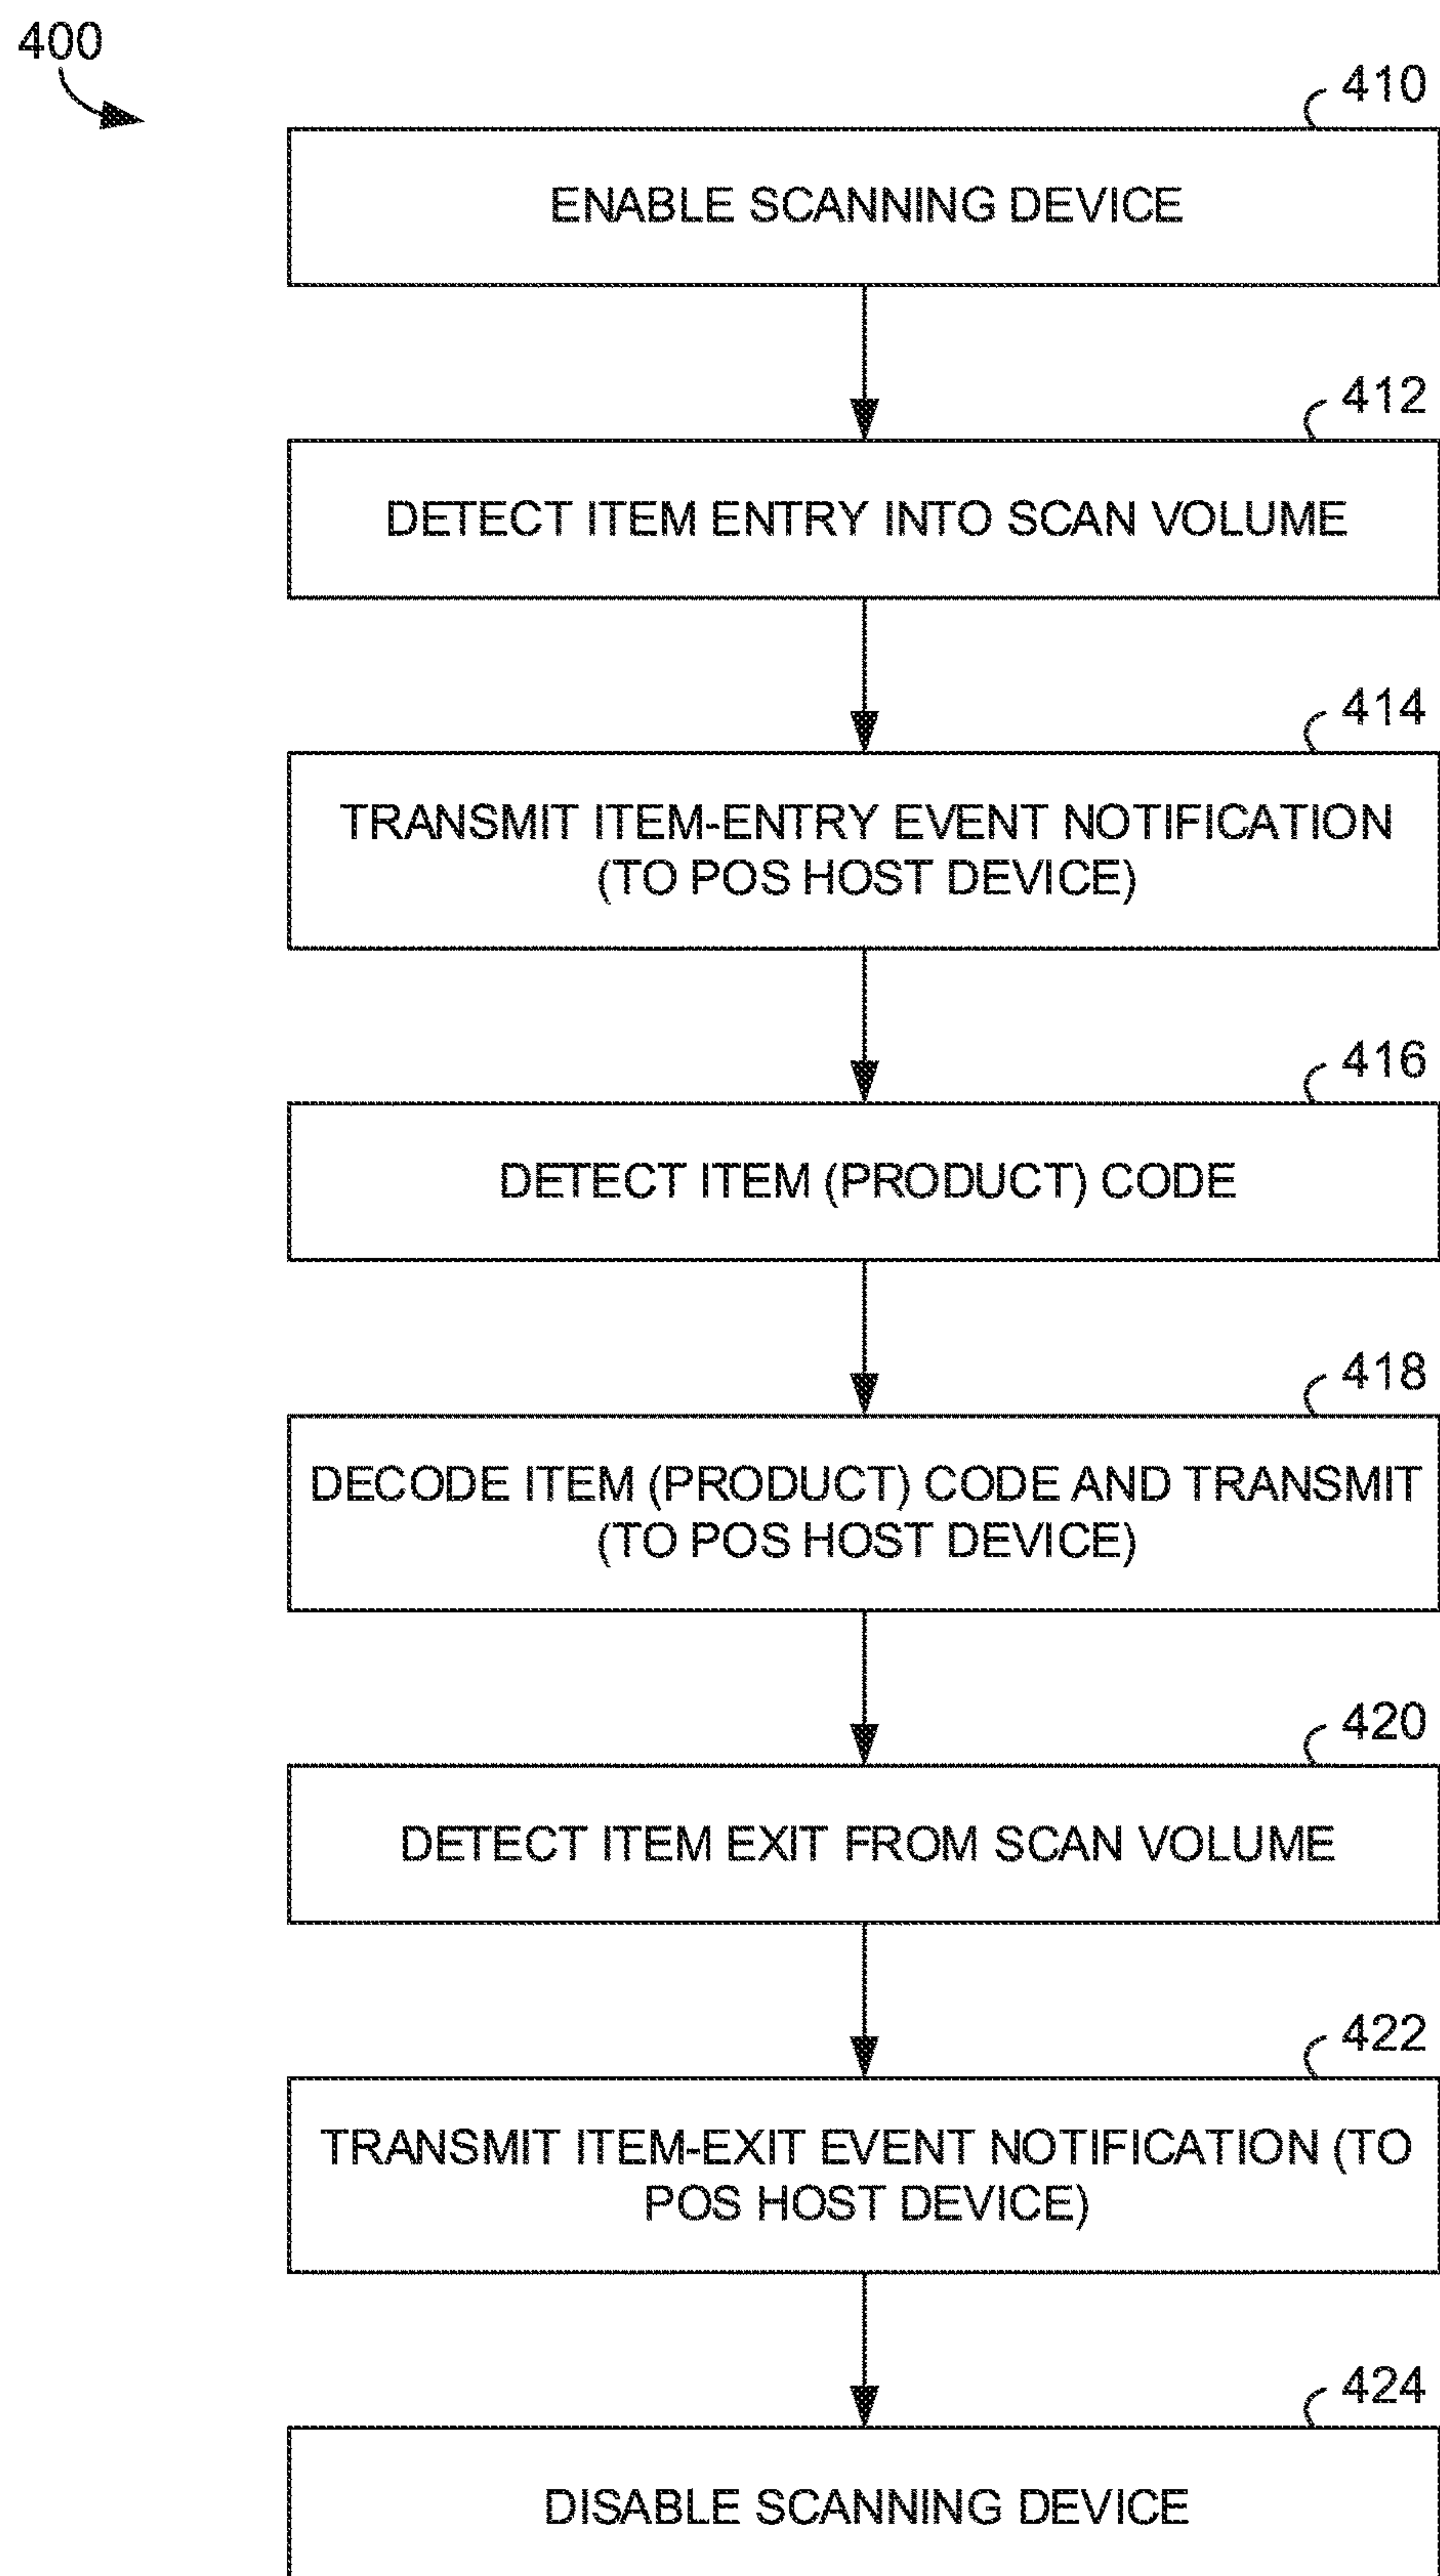 400
410
ENABLE SCANNING DEVICE
412
DETECT ITEM ENTRY INTO SCAN VOLUME
414
TRANSMIT ITEM-ENTRY EVENT NOTIFICATION
(TO POS HOST DEVICE)
416
DETECT ITEM (PRODUCT) CODE
418
DECODE ITEM (PRODUCT) CODE AND TRANSMIT
(TO POS HOST DEVICE)
420
DETECT ITEM EXIT FROM SCAN VOLUME
422
TRANSMIT ITEM-EXIT EVENT NOTIFICATION (TO
POS HOST DEVICE)
424
DISABLE SCANNING DEVICE